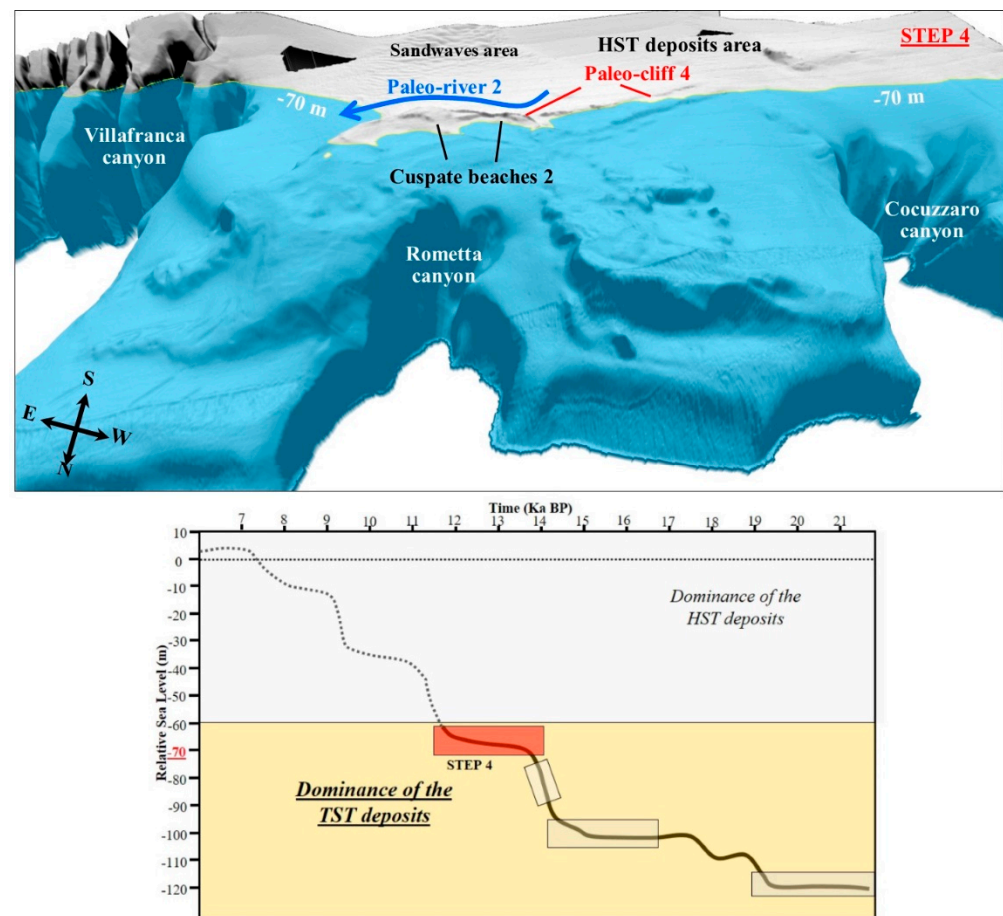 STEP 4
Sandwaves area
HST deposits area
Paleo-river 2
Paleo-cliff 4
-70 m
-70 m
Villafranca
canyon
Cuspate beaches 2
Cocuzzaro
canyon
Rometta
canyon
S
E
W
N
Time (Ka BP)
7 8 9 10 11 12 13 14 15 16 17 18 19 20 21
Relative Sea Level (m)
10
0
-10
-20
-30
-40
-50
-60
-70
-80
-90
-100
-110
-120
Dominance of the
HST deposits
STEP 4
Dominance of the
TST deposits